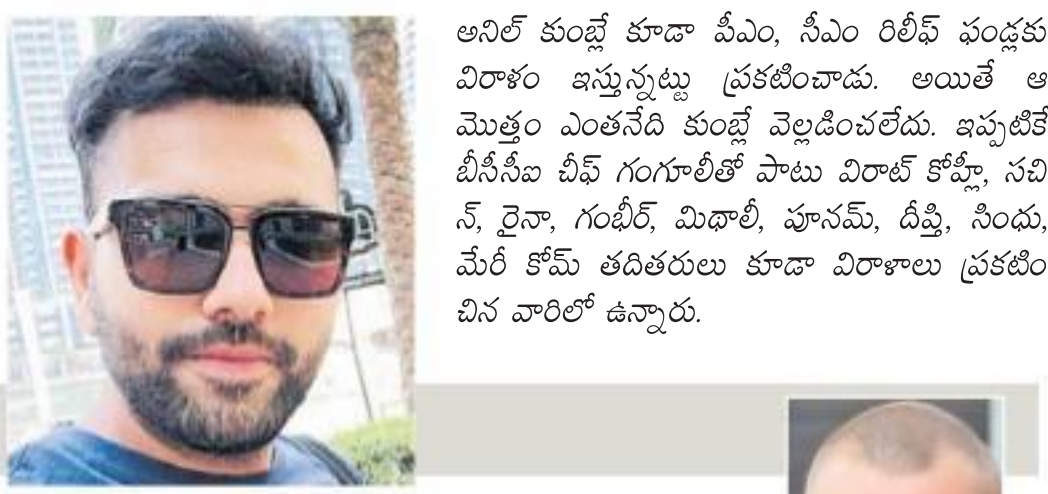 అనిల్ కుంబ్లే కూడా పీఎం, సీఎం రిలీఫ్ ఫండ్లకు
విరాళం ఇస్తున్నట్టు ప్రకటించాడు. అయితే ఆ
మొత్తం ఎంతనేది కుంబ్లే వెల్లడించలేదు. ఇప్పటికే
బీసీసీఐ చీఫ్ గంగూలీతో పాటు విరాట్ కోహ్లీ, సచి
న్, రైనా, గంభీర్, మిథాలీ, పూనమ్, దీప్తి, సింధు,
మేరీ కోమ్ తదితరులు కూడా విరాళాలు ప్రకటిం
చిన వారిలో ఉన్నారు.